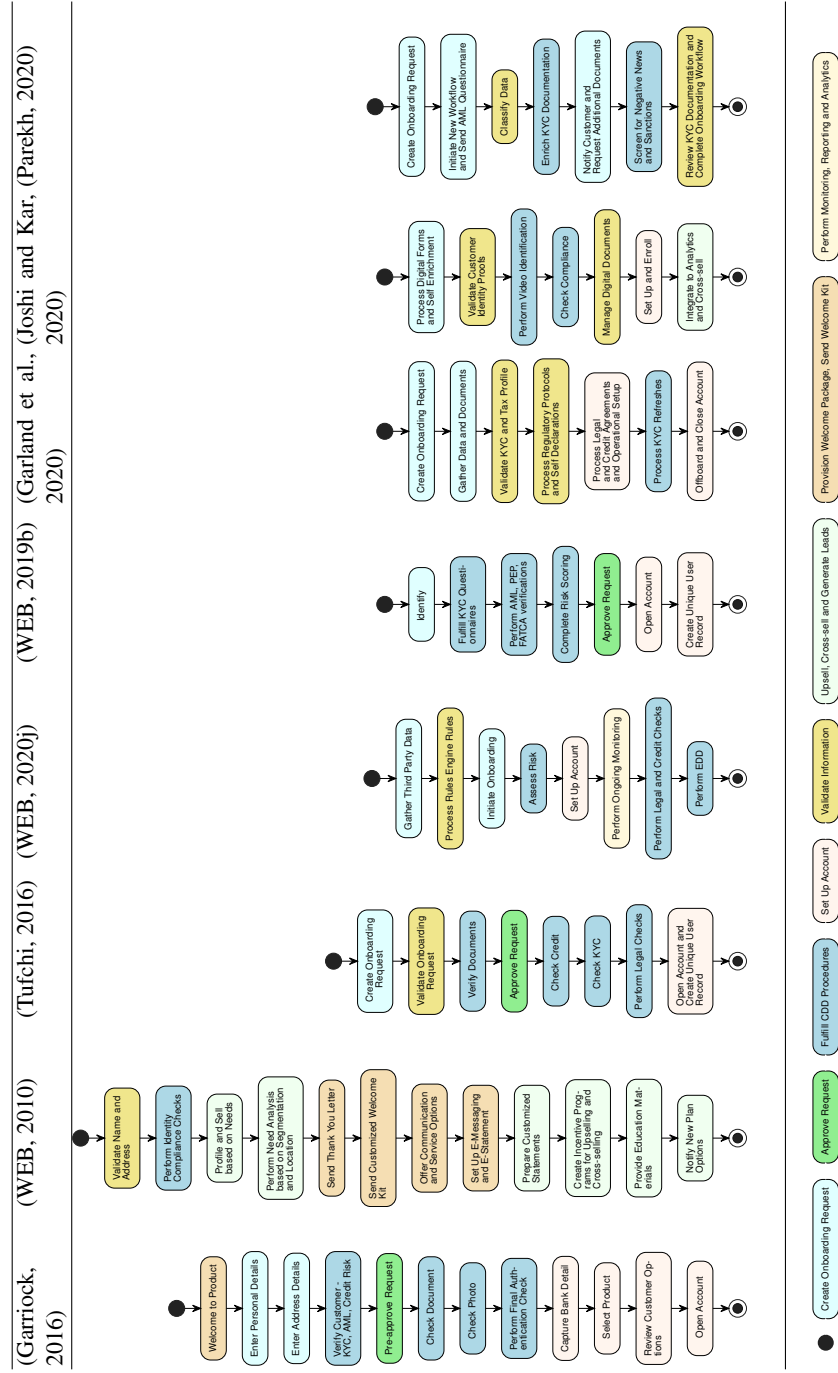 (Garriock,
2016)
(WEB, 2010)
(Tufchi, 2016)
(WEB, 2020j)
(WEB, 2019b)
(Garland et al.,
2020)
(Joshi and Kar,
2020)
(Parekh, 2020)
Welcome to Product
Enter Personal Details
Enter Address Details
Verify Customer -
KYC, AML, Credit Risk
Pre-approve Request
Check Document
Check Photo
Perform Final Auth-
entication Check
Capture Bank Detail
Select Product
Review Customer Op-
tions
Open Account
Validate Name and
Address
Perform Identity
Compliance Checks
Profile and Sell
based on Needs
Perform Need Analysis
based on Segmentation
and Location
Send Thank You Letter
Send Customized Welcome
Kit
Offer Communication
and Service Options
Set Up E-Messaging
and E-Statement
Prepare Customized
Statements
Create Incentive Prog-
rams for Upselling and
Cross-selling
Provide Education Mat-
erials
Notify New Plan
Options
Create Onboarding
Request
Validate Onboarding
Request
Verify Documents
Approve Request
Check Credit
Check KYC
Perform Legal Checks
Open Account and
Create Unique User
Record
Gather Third Party Data
Process Rules Engine Rules
Initiate Onboarding
Assess Risk
Set Up Account
Perform Ongoing Monitoring
Perform Legal and Credit Checks
Perform EDD
Identify
Fulfill KYC Questi-
onnaires
Perform AML, PEP,
FATCA verifications
Complete Risk Scoring
Approve Request
Open Account
Create Unique User
Record
Create Onboarding Request
Gather Data and Documents
Validate KYC and Tax Profile
Process Regulatory Protocols
and Self Declarations
Process Legal
and Credit Agreements
and Operational Setup
Process KYC Refreshes
Offboard and Close Account
Process Digital Forms
and Self Enrichment
Validate Customer
Identity Proofs
Perform Video Identification
Check Compliance
Manage Digital Documents
Set Up and Enroll
Integrate to Analytics
and Cross-sell
Create Onboarding Request
Initiate New Workflow
and Send AML Questionnaire
Classify Data
Enrich KYC Documentation
Notify Customer and
Request Additional Documents
Screen for Negative News
and Sanctions
Review KYC Documentation and
Complete Onboarding Workflow
Create Onboarding Request
Approve Request
Fulfill CDD Procedures
Set Up Account
Validate Information
Upsell, Cross-sell and Generate Leads
Provision Welcome Package, Send Welcome Kit
Perform Monitoring, Reporting and Analytics